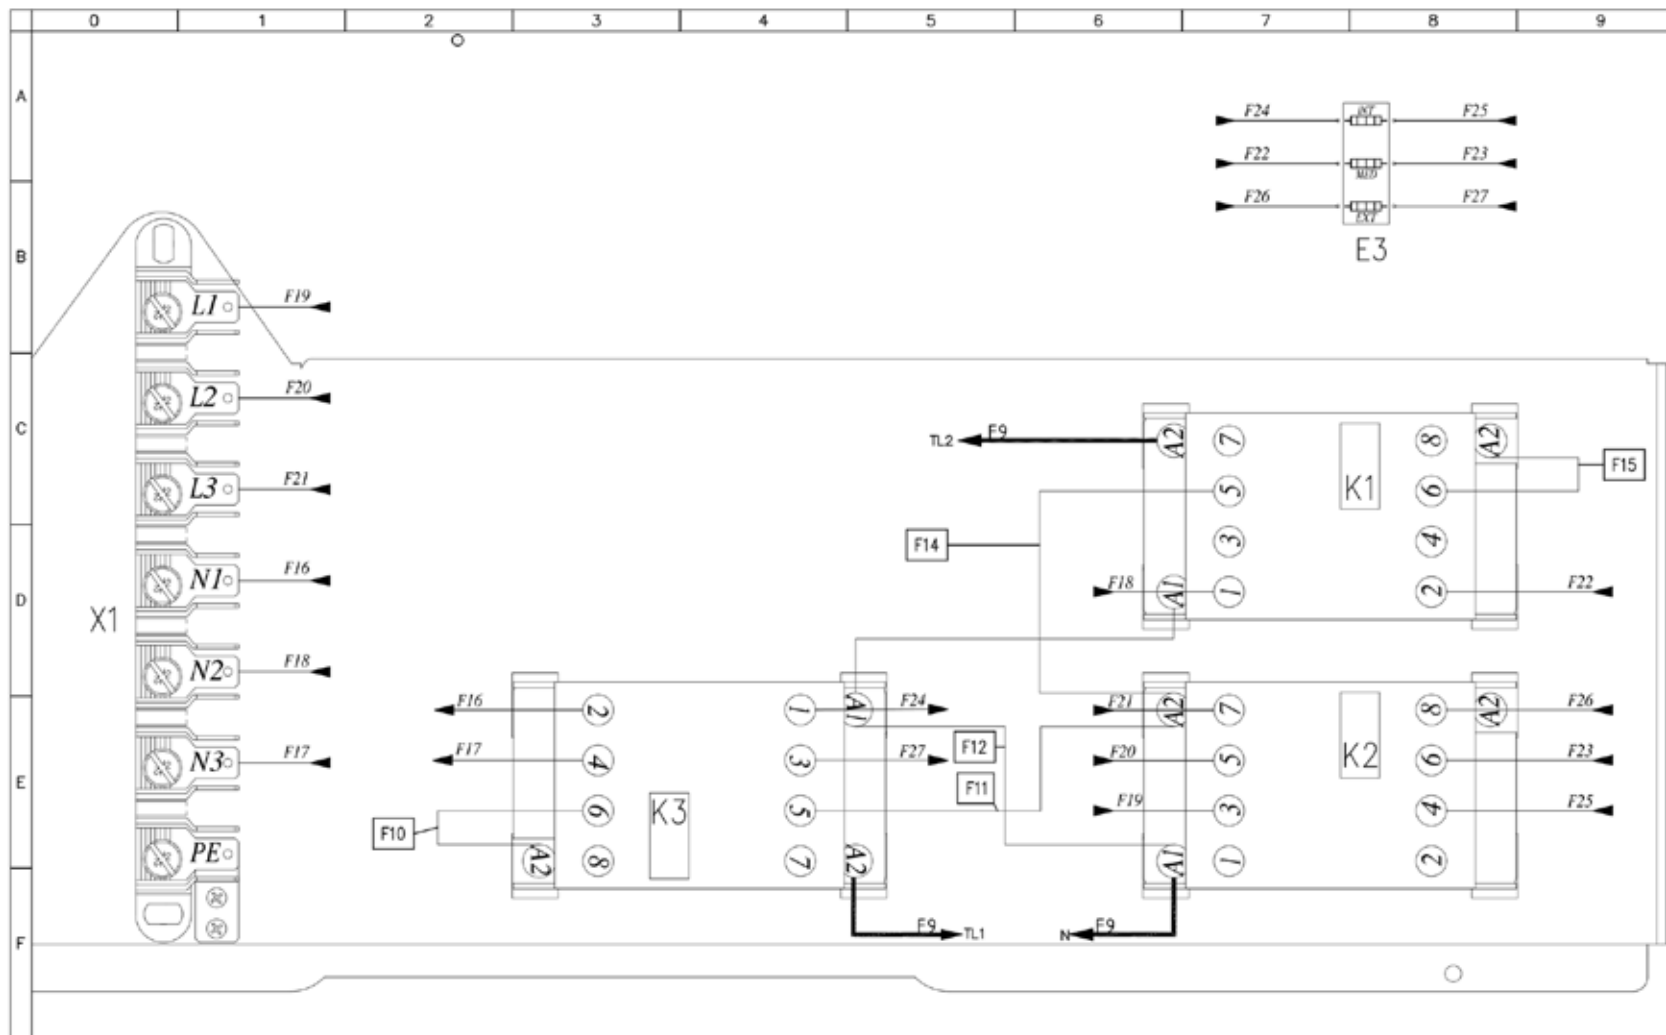 0 1 2 3 4 5 6 7 8 9
A
F24 INT F25
F22 F23
MED
B
F26 F27
EXT
E3
L1 F19
C
L2 F20
TL2 F9 A2 7 8 A2
L3 F21 5 K1 6 F15
F14 3 4
D
X1
N1 F16 F18 A1 1 2 F22
N2 F18
F16 2 1 A1 F24 F21 A2 7 8 A2 F26
E
N3 F17 F17 4 3 F27 F12 F20 5 K2 6 F23
F10 6 K3 5 F11 F19 3 4 F25
PE A2 8 7 A2 A1 1 2
F
F9 TL1 N F9